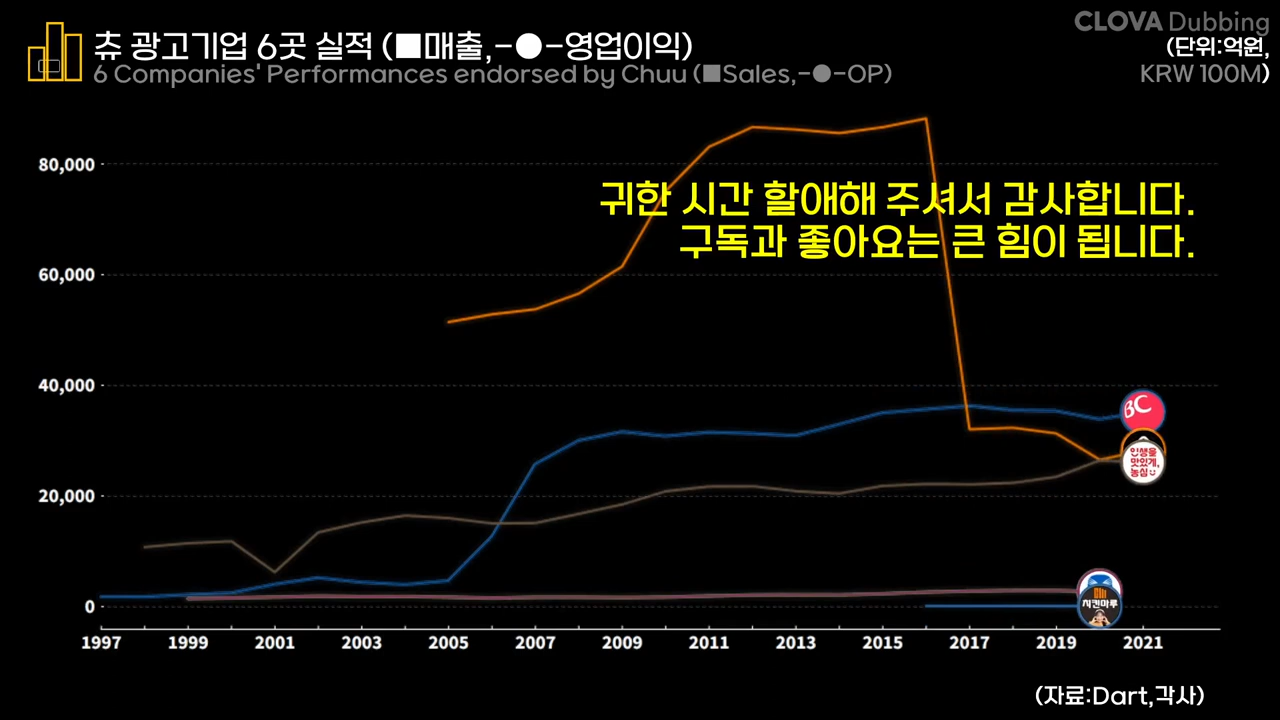 CLOVA Dubbing
츄 광고기업 6곳 실적 (■매출,-●-영업이익)
(단위:억원,
6 Companies' Performances endorsed by Chuu (■Sales,-●-OP)
KRW 100M)
80,000
귀한 시간 할애해 주셔서 감사합니다.
구독과 좋아요는 큰 힘이 됩니다.
60,000
40,000
BC
인생을
맛있게,
농심
20,000
치킨마루
0
1997 1999 2001 2003 2005 2007 2009 2011 2013 2015 2017 2019 2021
(자료:Dart,각사)